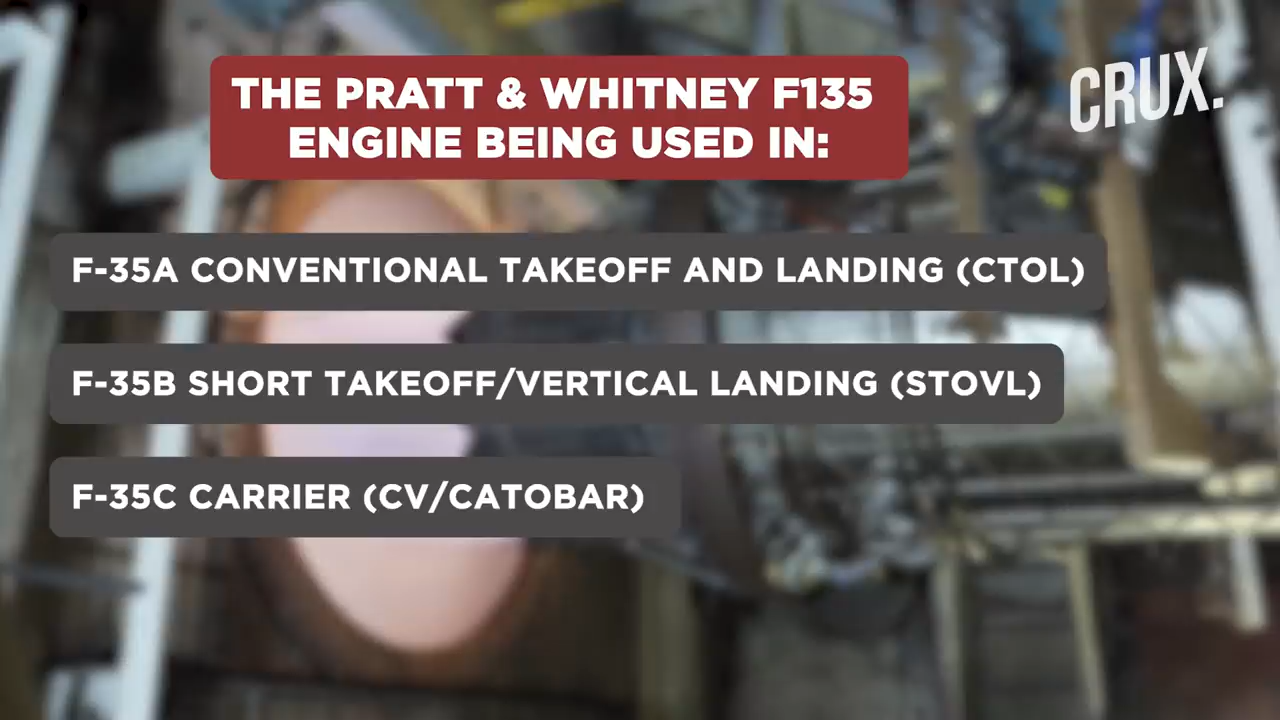 THE PRATT & WHITNEY F135
ENGINE BEING USED IN:
CRUX.
F-35A CONVENTIONAL TAKEOFF AND LANDING (CTOL)
F-35B SHORT TAKEOFF/VERTICAL LANDING (STOVL)
F-35C CARRIER (CV/CATOBAR)